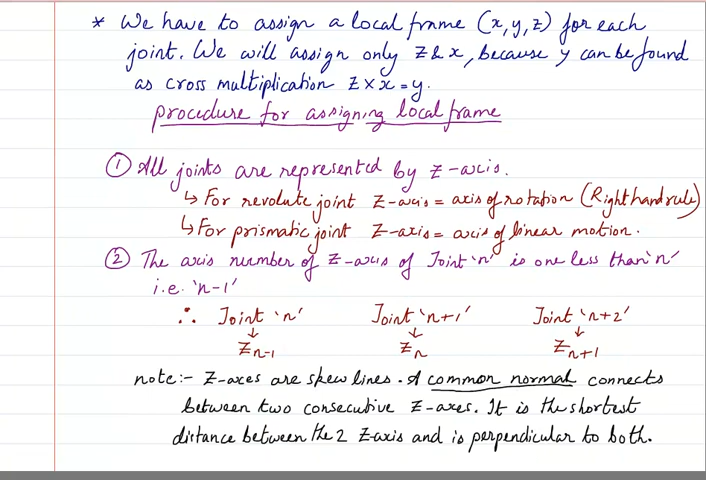 * We have to assign a local frame (x,y,z) for each
joint. We will assign only z & x, because y can be found
as cross multiplication z × x = y.
procedure for assigning local frame
① All joints are represented by z-axis.
↳ For revolute joint z-axis = axis of rotation (Right hand rule)
↳ For prismatic joint z-axis = axis of linear motion.
② The axis number of z-axis of Joint 'n' is one less than 'n'
i.e. 'n-1'
∴ Joint 'n' Joint 'n+1' Joint 'n+2'
↓ ↓ ↓
Zn-1 Zn Zn+1
note:- z-axes are skew lines. A common normal connects
between two consecutive z-axes. It is the shortest
distance between the 2 z axis and is perpendicular to both.